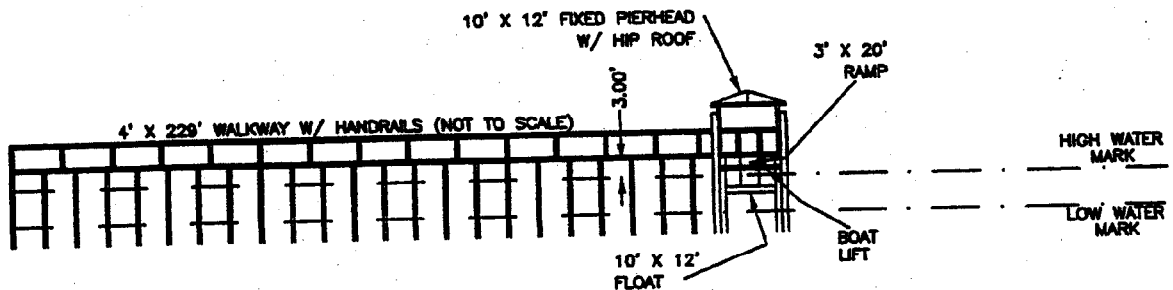 10' X 12' FIXED PIERHEAD
W/ HIP ROOF
3' X 20'
RAMP
3.00'
4' X 229' WALKWAY W/ HANDRAILS (NOT TO SCALE)
HIGH WATER
MARK
LOW WATER
MARK
BOAT
LIFT
10' X 12'
FLOAT